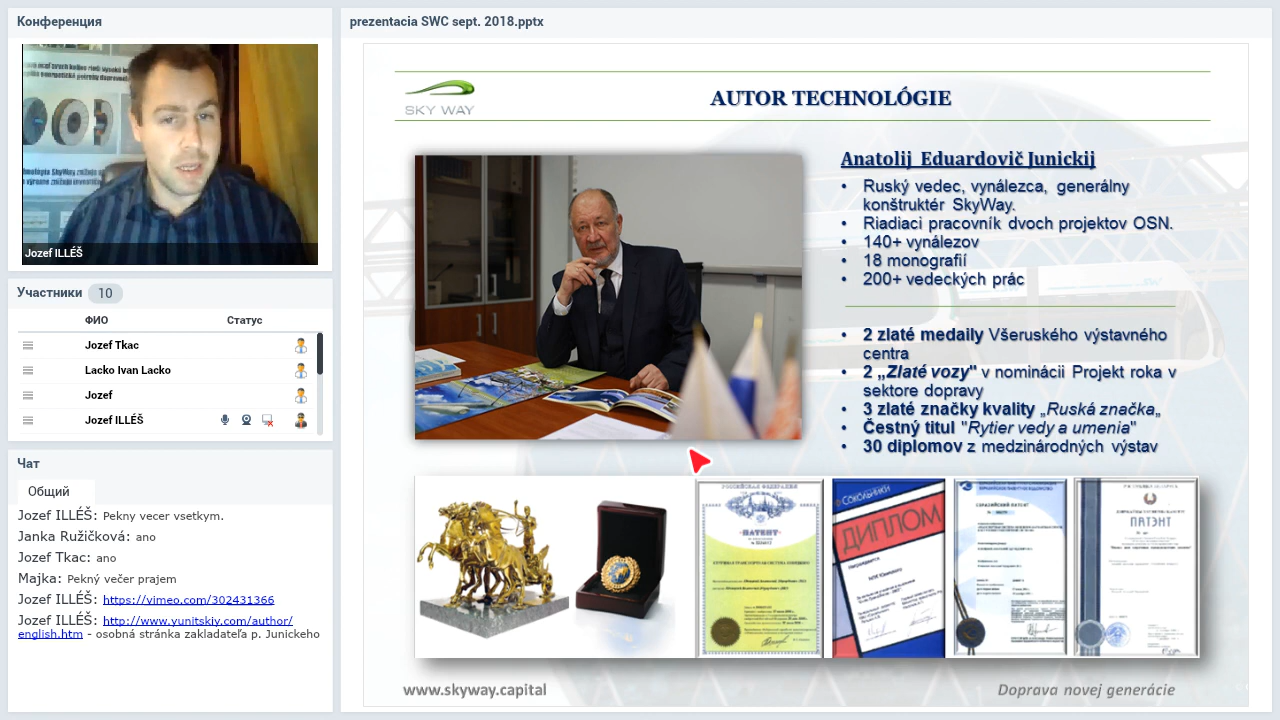 Конференция
Jozef ILLÉŠ
Участники 10
ФИО Статус
Jozef Tkac
Lacko Ivan Lacko
Jozef
Jozef ILLÉŠ
Чат
Общий
Jozef ILLÉŠ: Pekny vecer vsetkym.
Janka Ružičková: ano
Jozef Tkac: ano
Majka: Pekný večer prajem
Jozef ILLÉŠ: https://vimeo.com/302431366
Jozef ILLÉŠ: http://www.yunitskiy.com/author/
english.htm - osobná stránka zakladateľa p. Junickeho
prezentacia SWC sept. 2018.pptx
SKY WAY
AUTOR TECHNOLÓGIE
Anatolij Eduardovič Junickij
• Ruský vedec, vynálezca, generálny
konštruktér SkyWay.
• Riadiaci pracovník dvoch projektov OSN.
• 140+ vynálezov
• 18 monografií
• 200+ vedeckých prác
• 2 zlaté medaily Všeruského výstavného
centra
• 2 „Zlaté vozy" v nominácii Projekt roka v
sektore dopravy
• 3 zlaté značky kvality „Ruská značka„
• Čestný titul "Rytier vedy a umenia"
• 30 diplomov z medzinárodných výstav
РОССИЙСКАЯ ФЕДЕРАЦИЯ
ПАТЕНТ
СОКОЛЬНИКИ
ДИПЛОМ
ЕВРАЗИЙСКИЙ ПАТЕНТ
ПАТЭНТ
www.skyway.capital
Doprava novej generácie